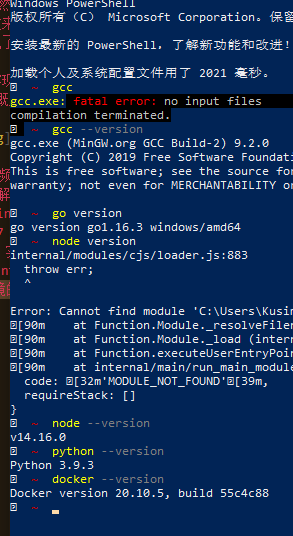 Windows PowerShell
版权所有 (C) Microsoft Corporation。保留
安装最新的 PowerShell，了解新功能和改进！
加载个人及系统配置文件用了 2021 毫秒。
~ gcc
gcc.exe: fatal error: no input files
compilation terminated.
~ gcc --version
gcc.exe (MinGW.org GCC Build-2) 9.2.0
Copyright (C) 2019 Free Software Foundat
This is free software; see the source for
warranty; not even for MERCHANTABILITY or
~ go version
go version go1.16.3 windows/amd64
~ node version
internal/modules/cjs/loader.js:883
throw err;
^
Error: Cannot find module 'C:\Users\Kusin
[90m    at Function.Module._resolveFilen
[90m    at Function.Module._load (intern
[90m    at Function.executeUserEntryPoin
[90m    at internal/main/run_main_modul
code: [32m'MODULE_NOT_FOUND'[39m,
requireStack: []
}
~ node --version
v14.16.0
~ python --version
Python 3.9.3
~ docker --version
Docker version 20.10.5, build 55c4c88
~